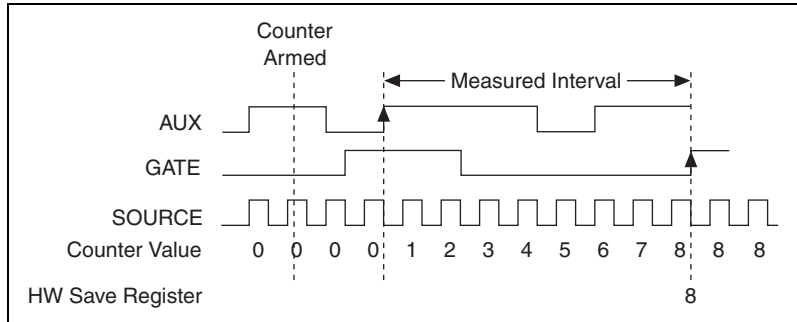 Counter
Armed
Measured Interval
AUX
GATE
SOURCE
Counter Value 0 0 0 0 1 2 3 4 5 6 7 8 8 8
HW Save Register 8